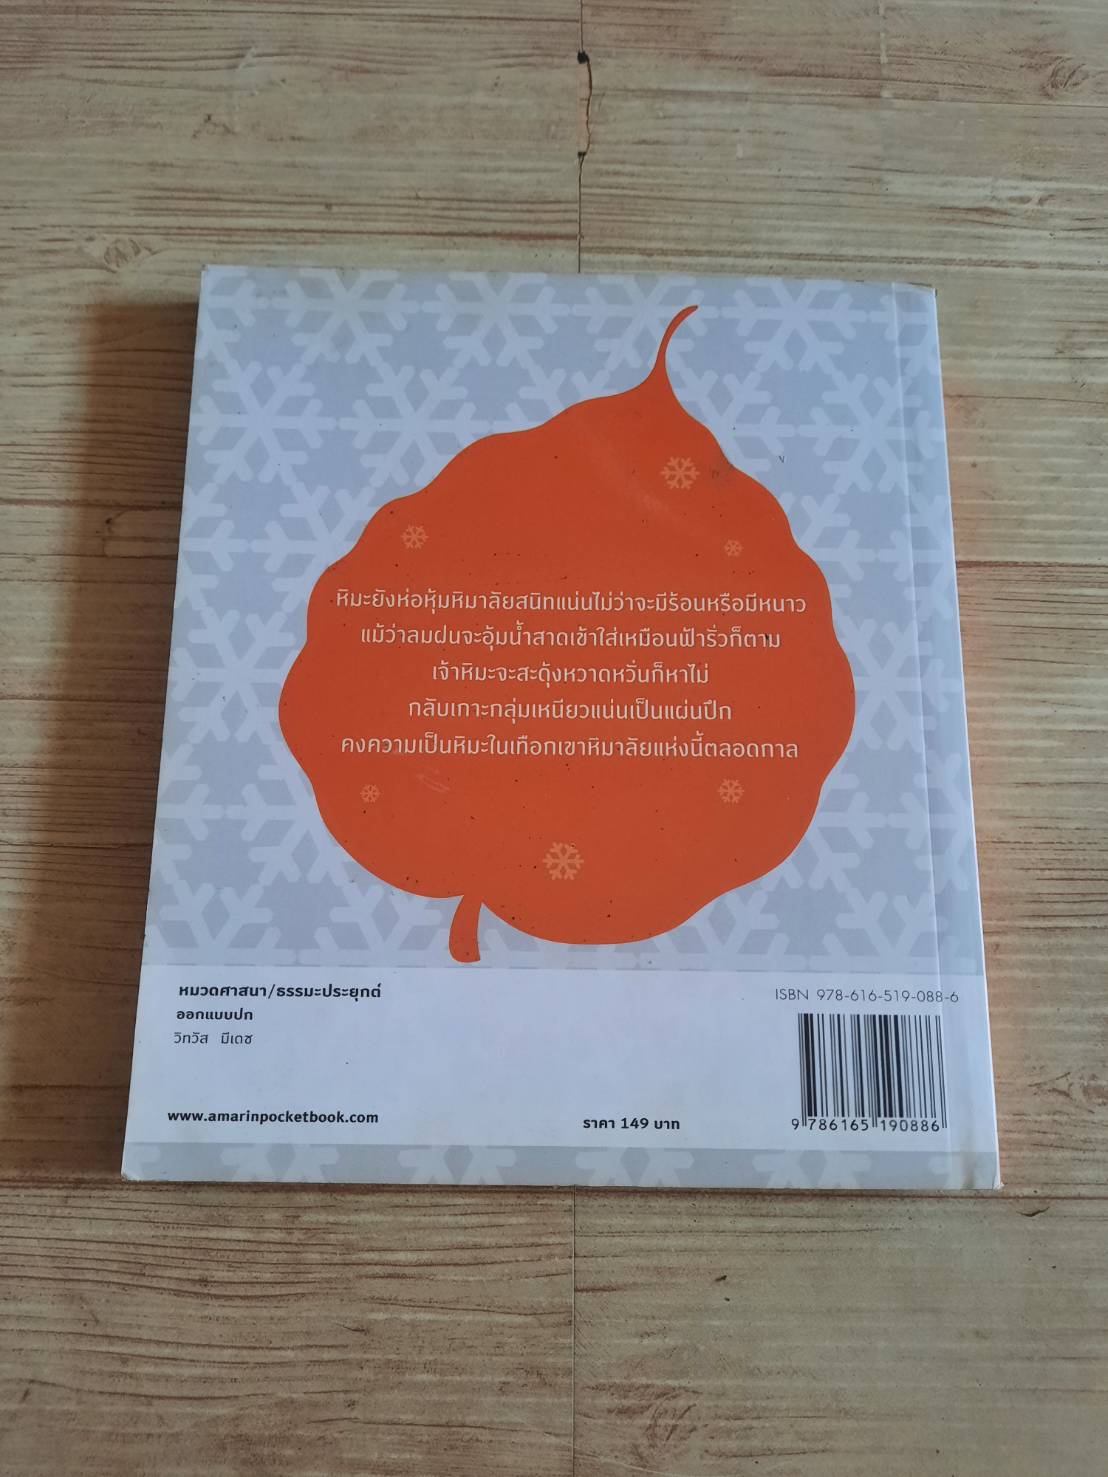 หิมะยังห่อหุ้มหิมาลัยสนิทแน่นไม่ว่าจะมีร้อนหรือมีหนาว
แม้ว่าลมฝนจะอุ้มน้ำสาดเข้าใส่เหมือนฟ้ารั่วก็ตาม
เจ้าหิมะจะสะดุ้งหวาดหวั่นก็หาไม่
กลับเกาะกลุ่มเหนียวแน่นเป็นแผ่นปึก
คงความเป็นหิมะในเทือกเขาหิมาลัยแห่งนี้ตลอดกาล
หมวดศาสนา/ธรรมะประยุกต์
ออกแบบปก
วิทวัส มีเดช
www.amarinpocketbook.com
ราคา 149 บาท
ISBN 978-616-519-088-6
9 786165 190886